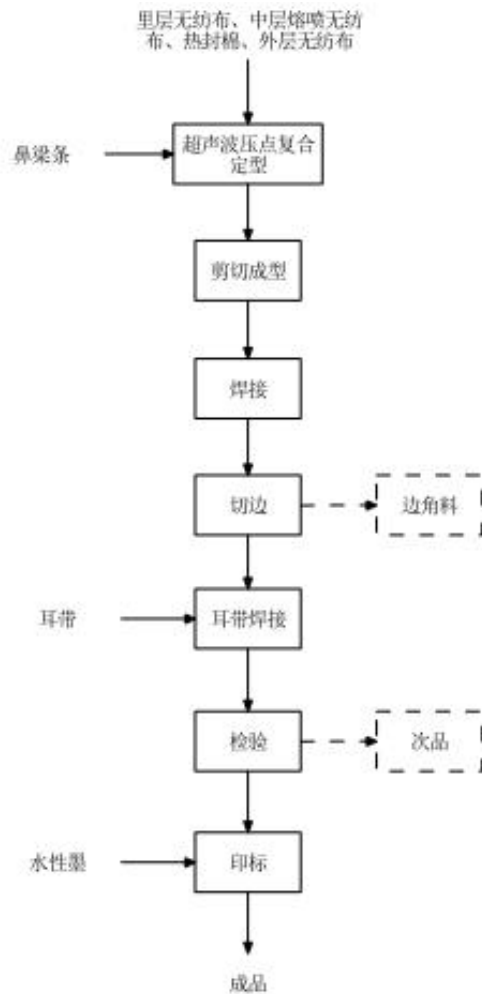 里层无纺布、中层熔喷无纺
布、热封棉、外层无纺布
鼻梁条
超声波压点复合
定型
剪切成型
焊接
切边
边角料
耳带
耳带焊接
检验
次品
水性墨
印标
成品